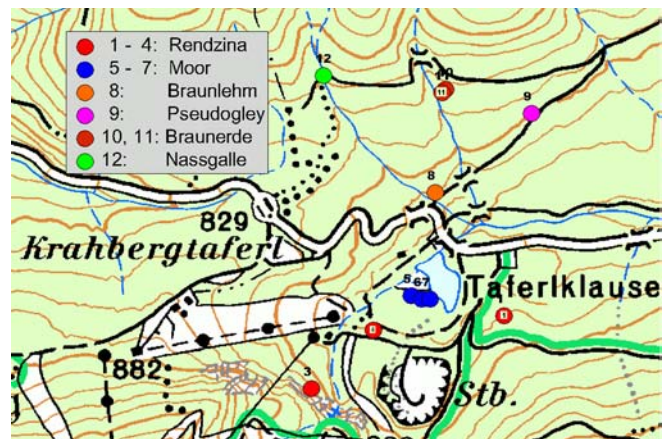 1 - 4: Rendzina
5 - 7: Moor
8: Braunlehm
9: Pseudogley
10, 11: Braunerde
12: Nassgalle
12
10
11
9
8
829
Krahbergtaferl
5 6 7
Taferlklause
1
882
3
Stb.